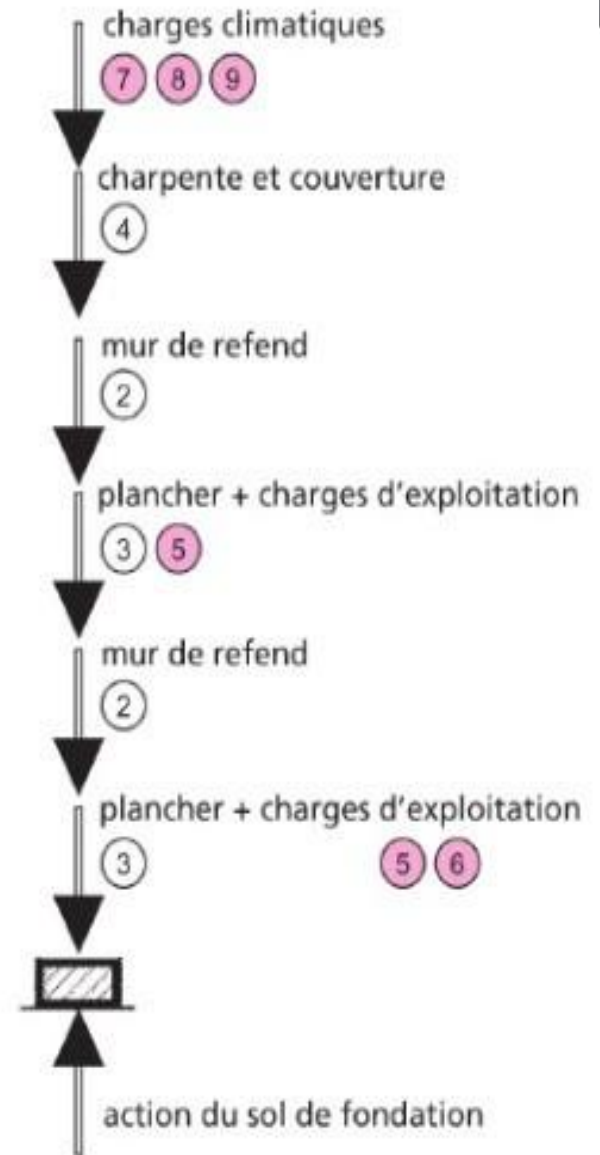 charges climatiques
7 8 9
charpente et couverture
4
mur de refend
2
plancher + charges d'exploitation
3 5
mur de refend
2
plancher + charges d'exploitation
3 5 6
action du sol de fondation